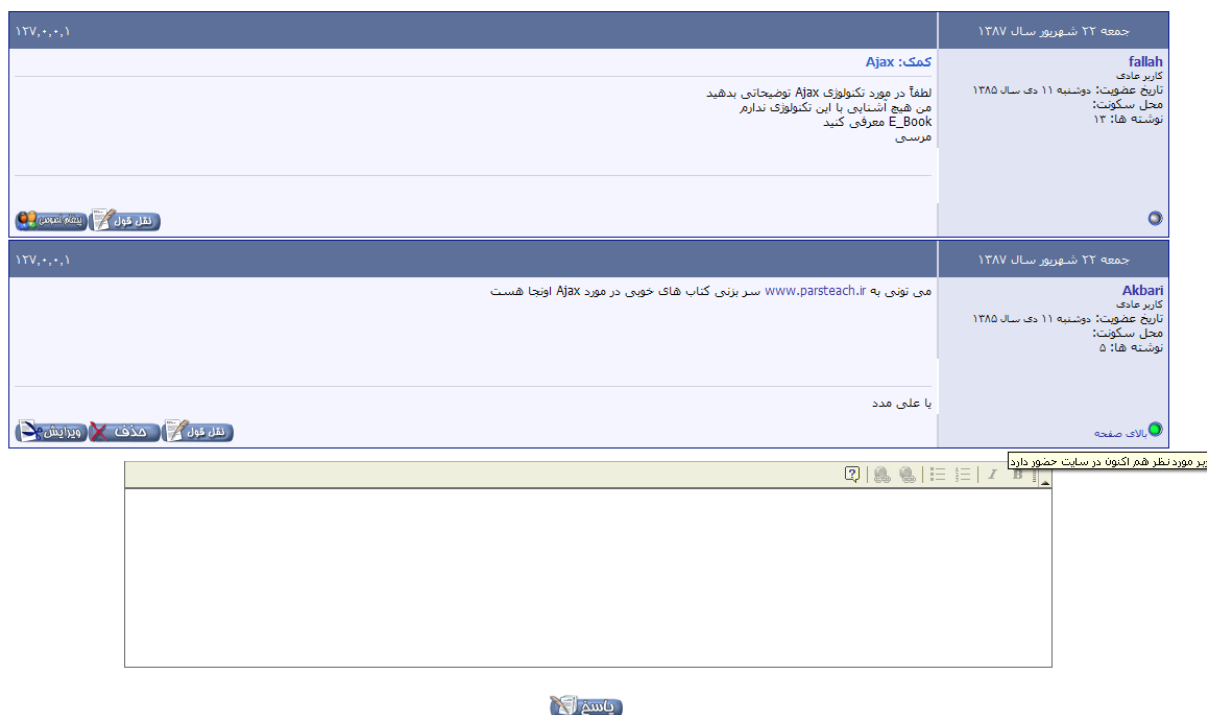 جمعه ۲۲ شهریور سال ۱۳۸۷
۱۲۷,۰,۰,۱
fallah
کاربر عادی
تاریخ عضویت: دوشنبه ۱۱ دی سال ۱۳۸۵
محل سکونت:
نوشته ها: ۱۳
کمک: Ajax
لطفاً در مورد تکنولوژی Ajax توضیحاتی بدهید
من هیچ آشنایی با این تکنولوژی ندارم
E_Book معرفی کنید
مرسی
نقل قول
پیغام عمومی
جمعه ۲۲ شهریور سال ۱۳۸۷
۱۲۷,۰,۰,۱
Akbari
کاربر عادی
تاریخ عضویت: دوشنبه ۱۱ دی سال ۱۳۸۵
محل سکونت:
نوشته ها: ۵
می تونی به www.parsteach.ir سر بزنی کتاب های خوبی در مورد Ajax اونجا هست
یا علی مدد
بالای صفحه
نقل قول
حذف
ویرایش
مورد نظر هم اکنون در سایت حضور دارد
B I
پاسخ